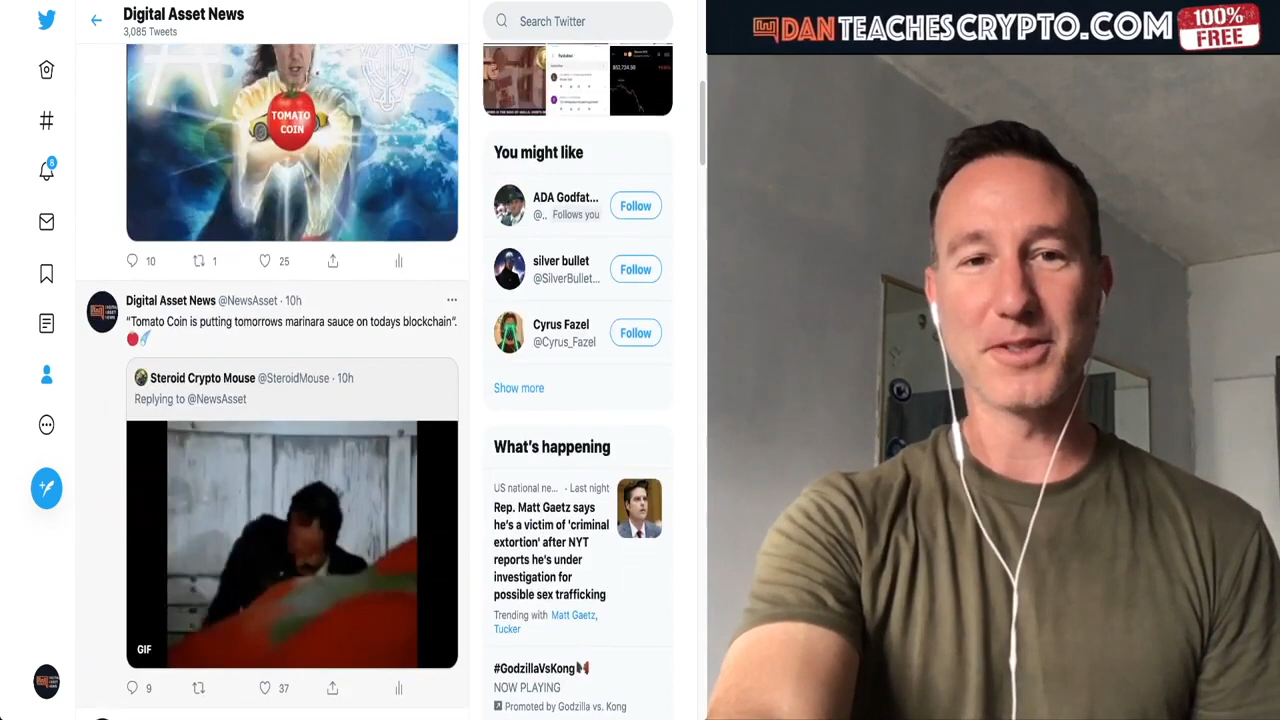 Digital Asset News
3,085 Tweets
TOMATO
COIN
10
1
25
Digital Asset News @NewsAsset · 10h
“Tomato Coin is putting tomorrows marinara sauce on todays blockchain“.
Steroid Crypto Mouse @SteroidMouse · 10h
Replying to @NewsAsset
GIF
9
37
8
Search Twitter
You might like
ADA Godfat...
@.. Follows you
Follow
silver bullet
@SilverBullet...
Follow
Cyrus Fazel
@Cyrus_Fazel
Follow
Show more
What's happening
US national ne... · Last night
Rep. Matt Gaetz says
he's a victim of 'criminal
extortion' after NYT
reports he's under
investigation for
possible sex trafficking
Trending with Matt Gaetz,
Tucker
#GodzillaVsKong
NOW PLAYING
Promoted by Godzilla vs. Kong
DANTEACHESCRYPTO.COM
100%
FREE